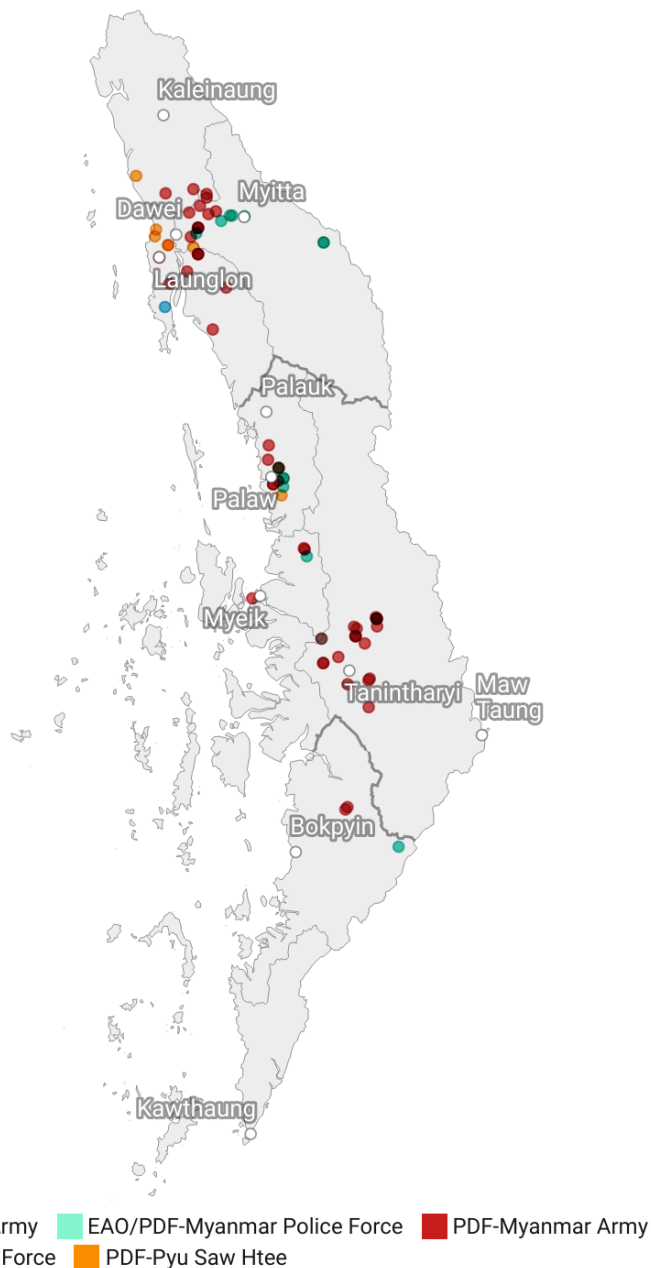 Kaleinaung
Myitta
Dawei
Launglon
Palauk
Palaw
Myeik
Tanintharyi
Maw
Taung
Bokpyin
Kawthaung
rmy EAO/PDF-Myanmar Police Force PDF-Myanmar Army
Force PDF-Pyu Saw Htee